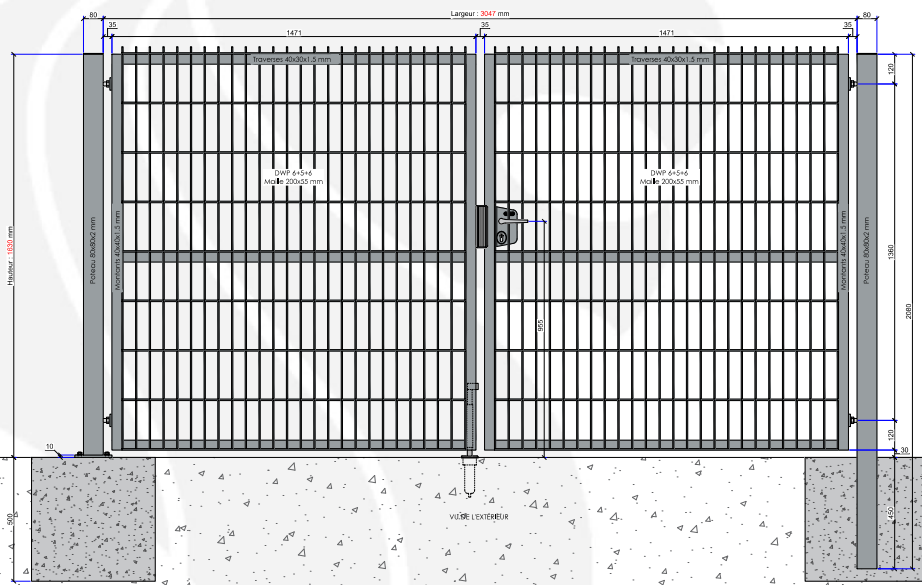 Largeur : 3047 mm
80
80
35
35
35
1471
1471
Traverses 40x30x1.5 mm
Traverses 40x30x1.5 mm
120
DWP 6+5+6
Maille 200x55 mm
DWP 6+5+6
Maille 200x55 mm
Hauteur : 1630 mm
Poteau 80x80x2 mm
Montants 40x40x1.5 mm
Montants 40x40x1.5 mm
Poteau 80x80x2 mm
1360
2080
955
10
120
30
500
450
VUE DE L'EXTÉRIEUR